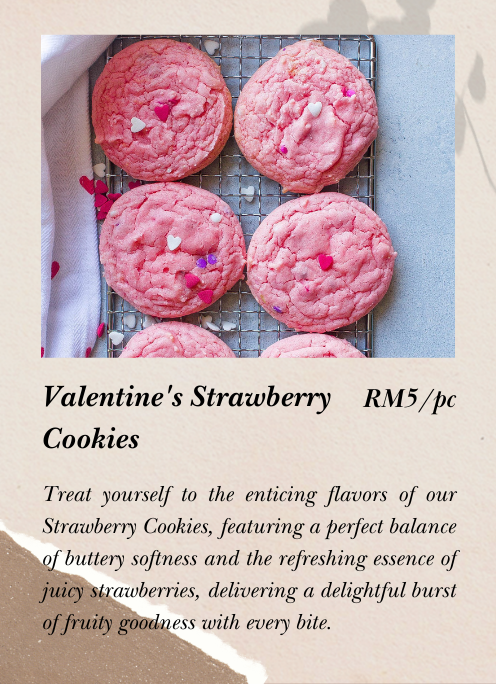 Valentine's Strawberry RM5/pc
Cookies
Treat yourself to the enticing flavors of our
Strawberry Cookies, featuring a perfect balance
of buttery softness and the refreshing essence of
juicy strawberries, delivering a delightful burst
of fruity goodness with every bite.